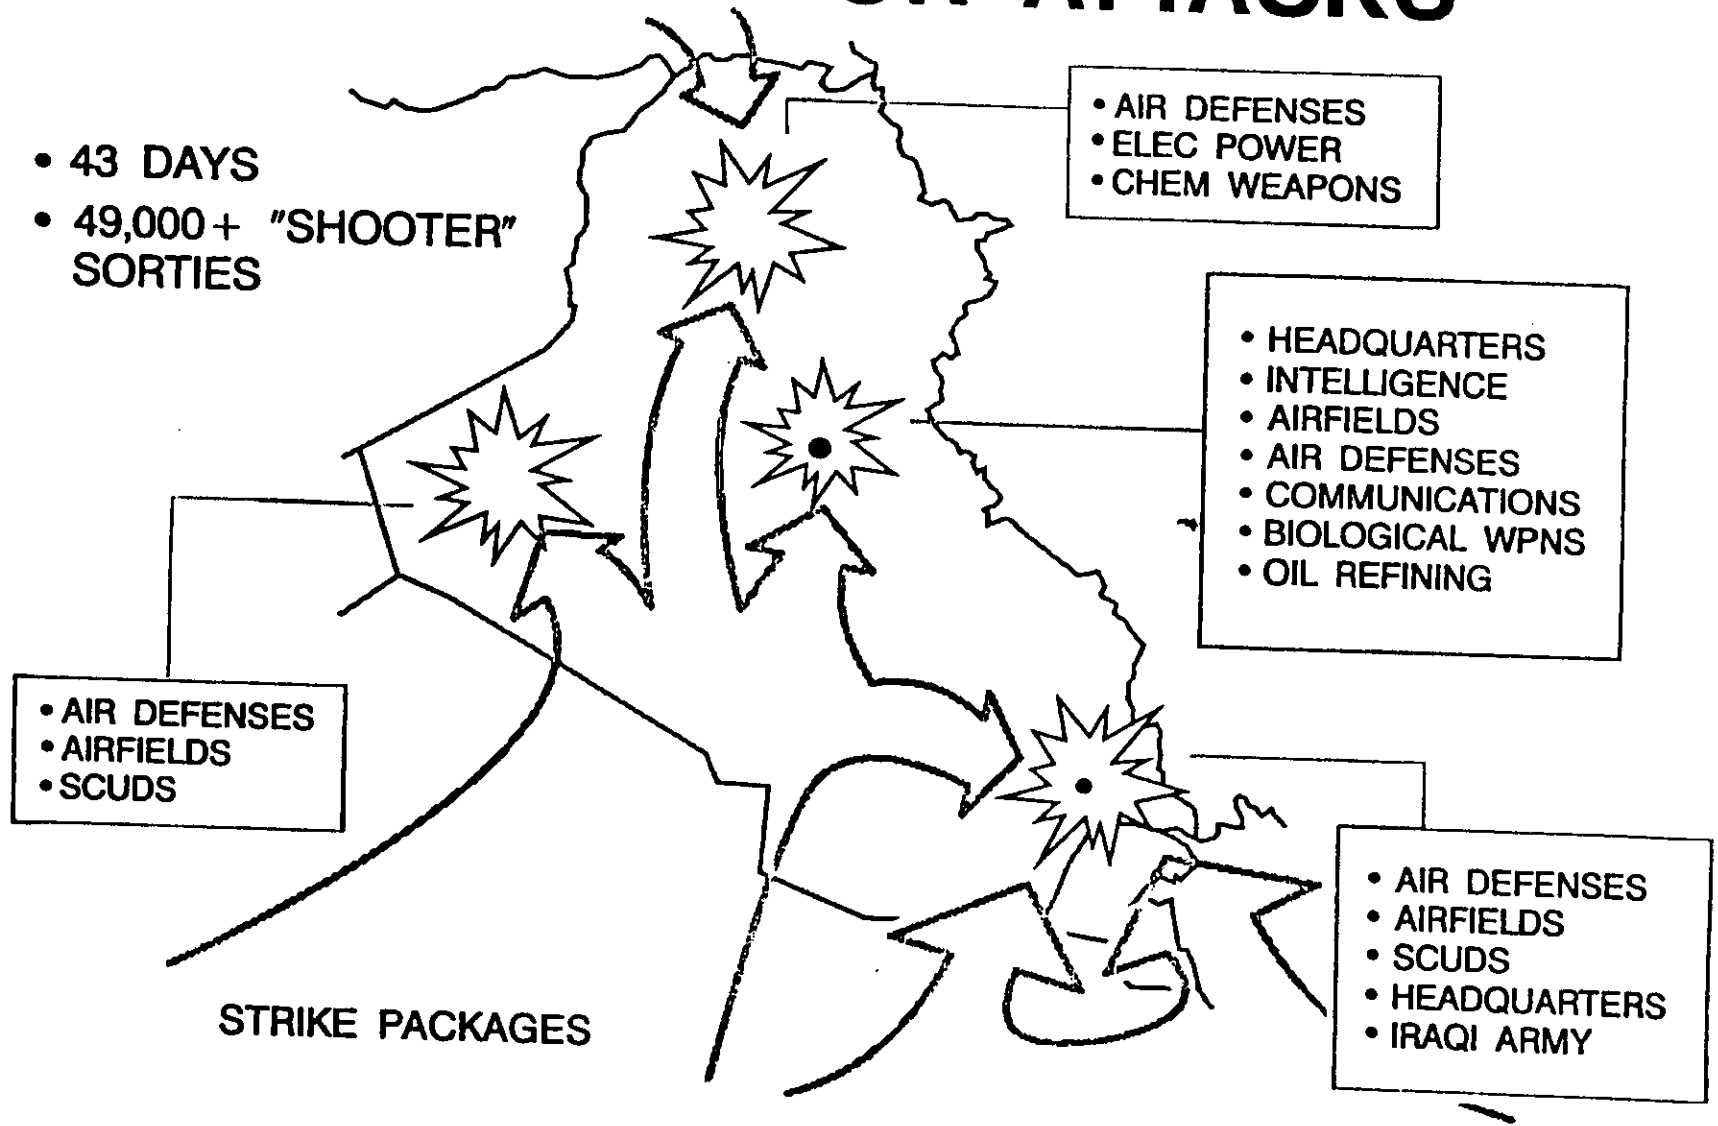 ATTACKS
• 43 DAYS
• 49,000+ "SHOOTER"
SORTIES
• AIR DEFENSES
• ELEC POWER
• CHEM WEAPONS
• HEADQUARTERS
• INTELLIGENCE
• AIRFIELDS
• AIR DEFENSES
• COMMUNICATIONS
• BIOLOGICAL WPNS
• OIL REFINING
• AIR DEFENSES
• AIRFIELDS
• SCUDS
• AIR DEFENSES
• AIRFIELDS
• SCUDS
• HEADQUARTERS
• IRAQI ARMY
STRIKE PACKAGES